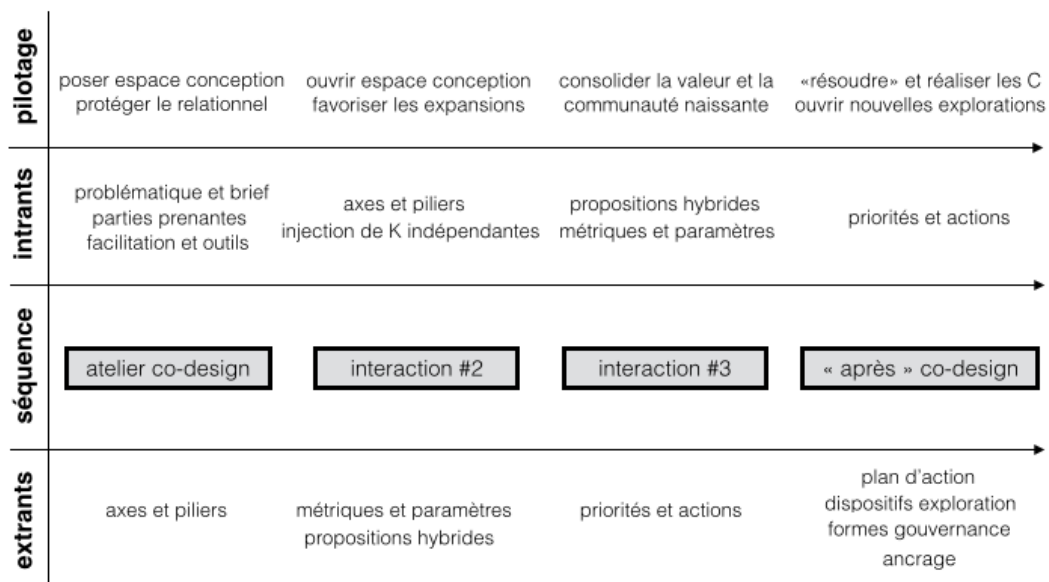 pilotage
poser espace conception
protéger le relationnel
ouvrir espace conception
favoriser les expansions
consolider la valeur et la
communauté naissante
«résoudre» et réaliser les C
ouvrir nouvelles explorations
intrants
problématique et brief
parties prenantes
facilitation et outils
axes et piliers
injection de K indépendantes
propositions hybrides
métriques et paramètres
priorités et actions
séquence
atelier co-design
interaction #2
interaction #3
« après » co-design
extrants
axes et piliers
métriques et paramètres
propositions hybrides
priorités et actions
plan d'action
dispositifs exploration
formes gouvernance
ancrage